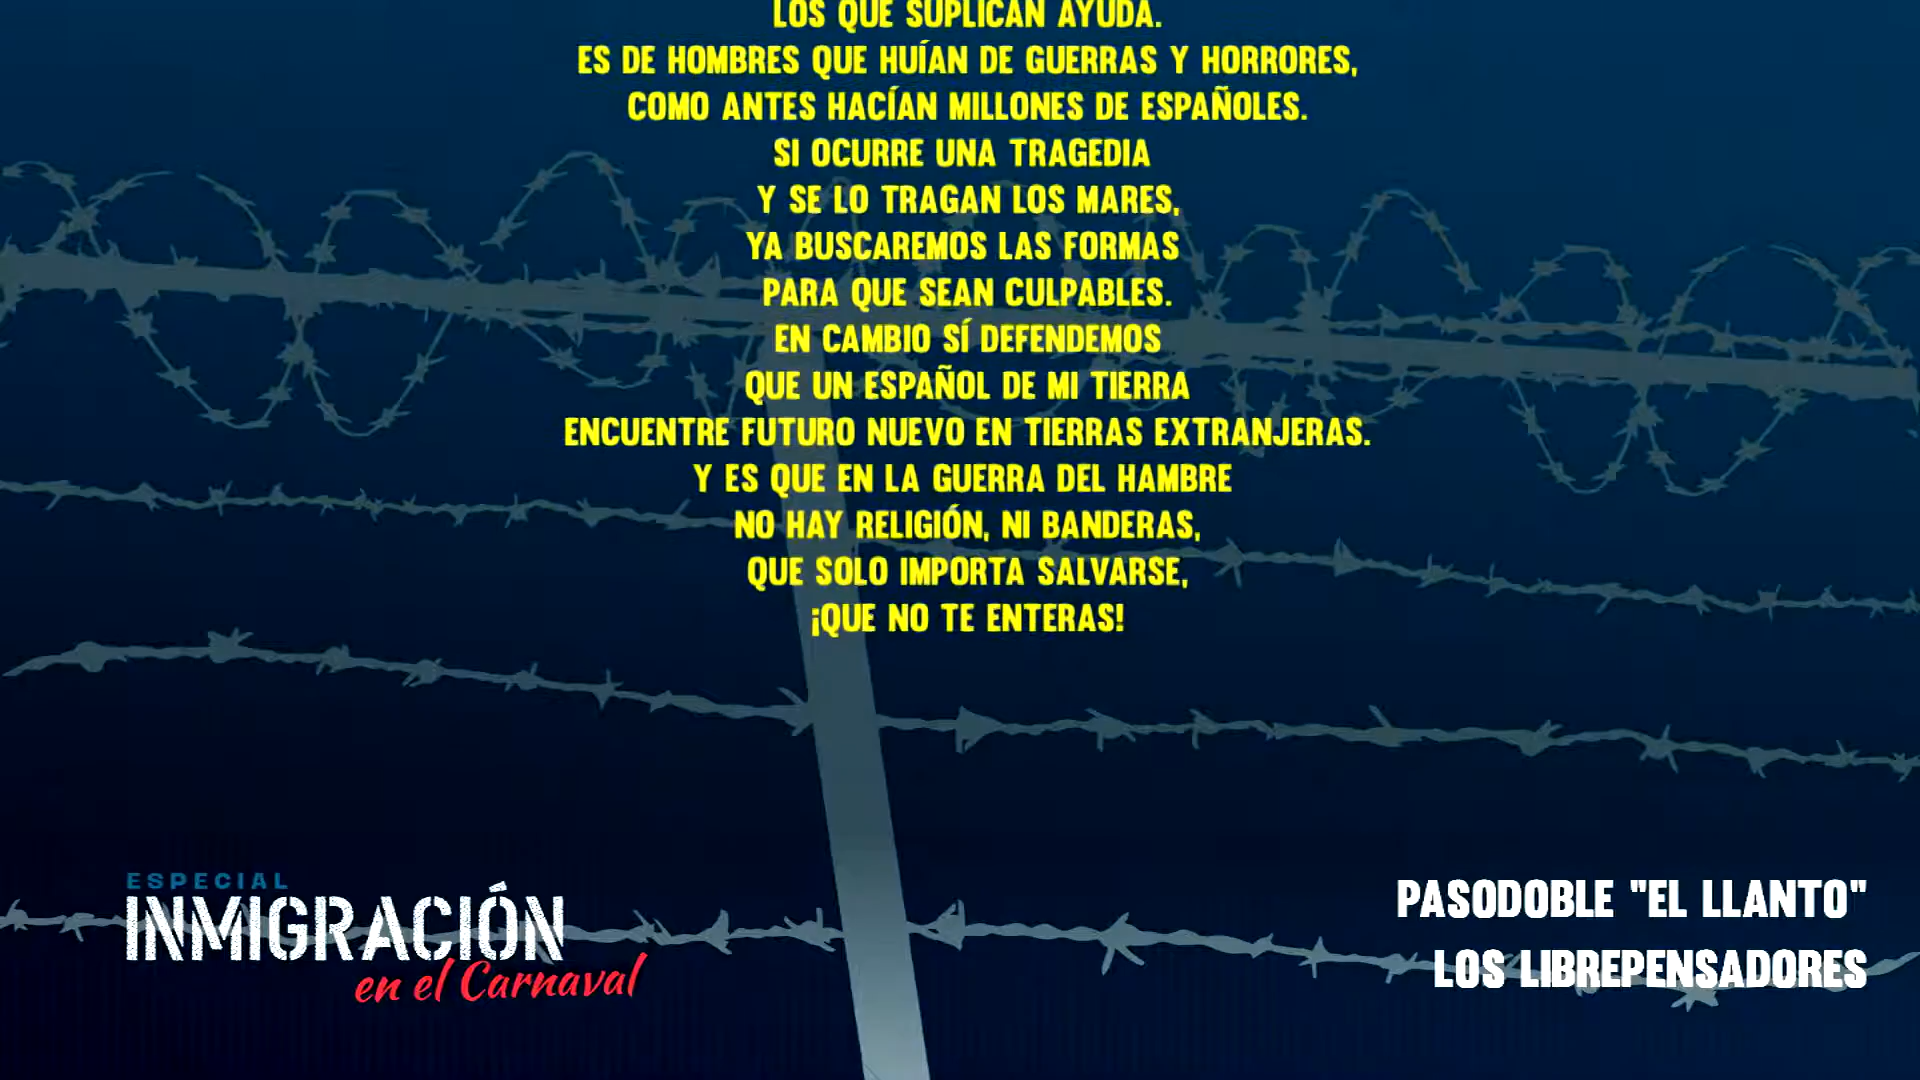 LOS QUE SUPLICAN AYUDA.
ES DE HOMBRES QUE HUÍAN DE GUERRAS Y HORRORES,
COMO ANTES HACÍAN MILLONES DE ESPAÑOLES.
SI OCURRE UNA TRAGEDIA
Y SE LO TRAGAN LOS MARES,
YA BUSCAREMOS LAS FORMAS
PARA QUE SEAN CULPABLES.
EN CAMBIO SÍ DEFENDEMOS
QUE UN ESPAÑOL DE MI TIERRA
ENCUENTRE FUTURO NUEVO EN TIERRAS EXTRANJERAS.
Y ES QUE EN LA GUERRA DEL HAMBRE
NO HAY RELIGIÓN, NI BANDERAS,
QUE SOLO IMPORTA SALVARSE,
¡QUE NO TE ENTERAS!
ESPECIAL
INMIGRACIÓN
en el Carnaval
PASODOBLE "EL LLANTO"
LOS LIBREPENSADORES